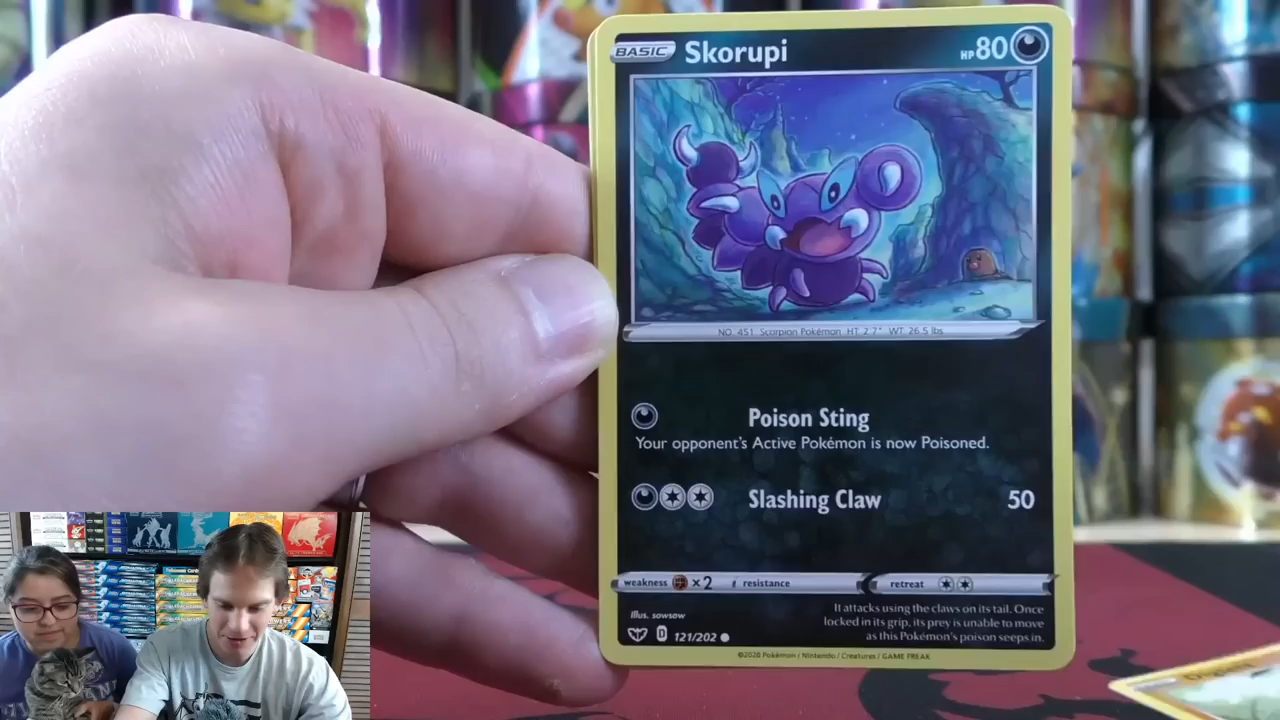 BASIC Skorupi HP 80
NO. 451 Scorpion Pokémon HT 2'7" WT. 26.5 lbs
Poison Sting
Your opponent's Active Pokémon is now Poisoned.
Slashing Claw 50
weakness ×2 resistance retreat
Illus. sowsow
It attacks using the claws on its tail. Once
locked in its grip, its prey is unable to move
as this Pokémon's poison seeps in.
D 121/202
©2020 Pokémon / Nintendo / Creatures / GAME FREAK